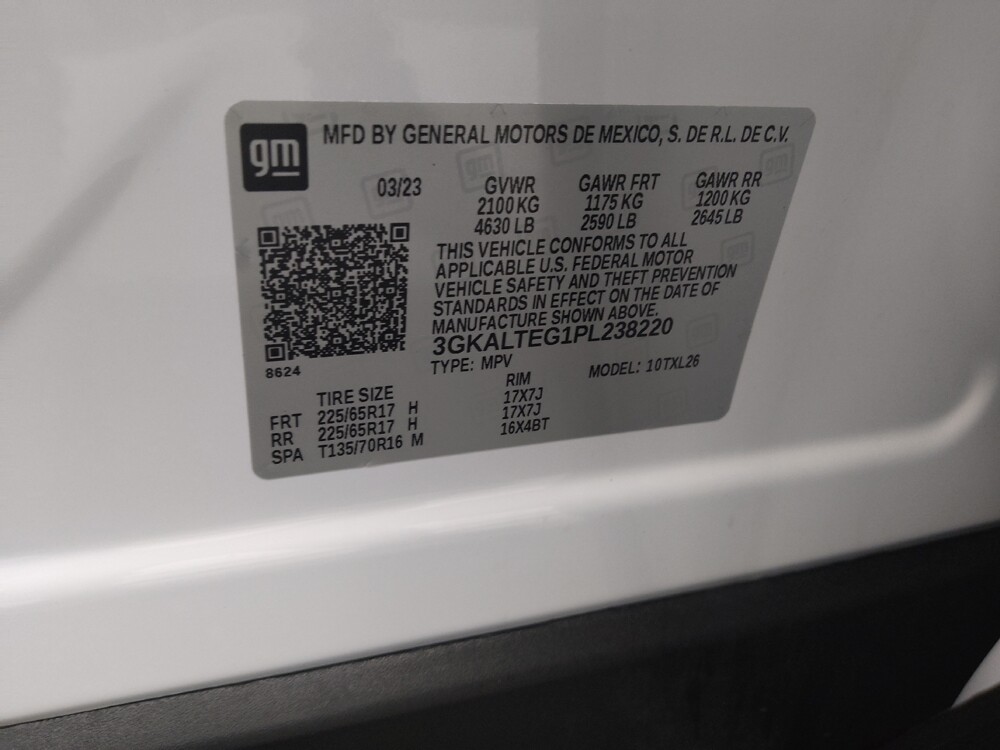 gm
MFD BY GENERAL MOTORS DE MEXICO, S. DE R.L. DE C.V.
03/23 GVWR GAWR FRT GAWR RR
2100 KG 1175 KG 1200 KG
4630 LB 2590 LB 2645 LB
THIS VEHICLE CONFORMS TO ALL
APPLICABLE U.S. FEDERAL MOTOR
VEHICLE SAFETY AND THEFT PREVENTION
STANDARDS IN EFFECT ON THE DATE OF
MANUFACTURE SHOWN ABOVE.
3GKALTEG1PL238220
8624
TYPE: MPV MODEL: 10TXL26
TIRE SIZE RIM
FRT 225/65R17 H 17X7J
RR 225/65R17 H 17X7J
SPA T135/70R16 M 16X4BT